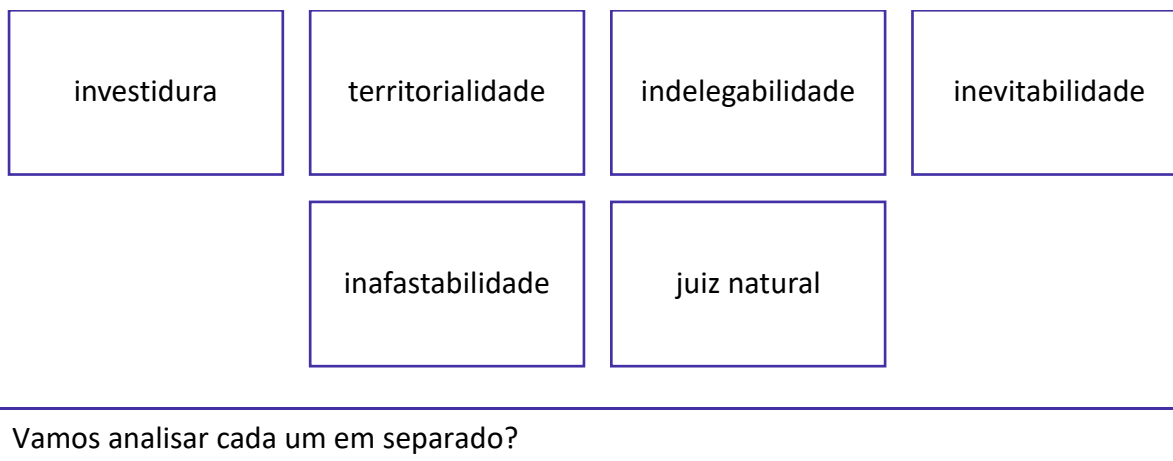 investidura
territorialidade
indelegabilidade
inevitabilidade
inafastabilidade
juiz natural
Vamos analisar cada um em separado?